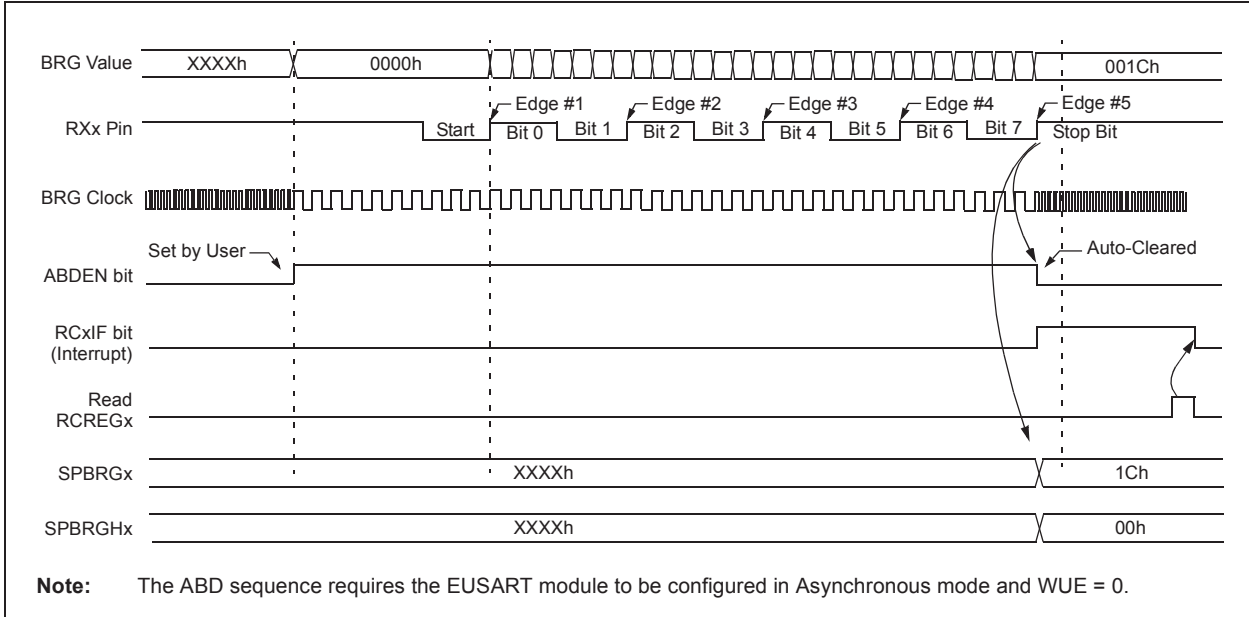 BRG Value XXXXh 0000h 001Ch
Edge #1 Edge #2 Edge #3 Edge #4 Edge #5
RXx Pin Start Bit 0 Bit 1 Bit 2 Bit 3 Bit 4 Bit 5 Bit 6 Bit 7 Stop Bit
BRG Clock
Set by User Auto-Cleared
ABDEN bit
RCxIF bit
(Interrupt)
Read
RCREGx
SPBRGx XXXXh 1Ch
SPBRGHx XXXXh 00h
Note: The ABD sequence requires the EUSART module to be configured in Asynchronous mode and WUE = 0.